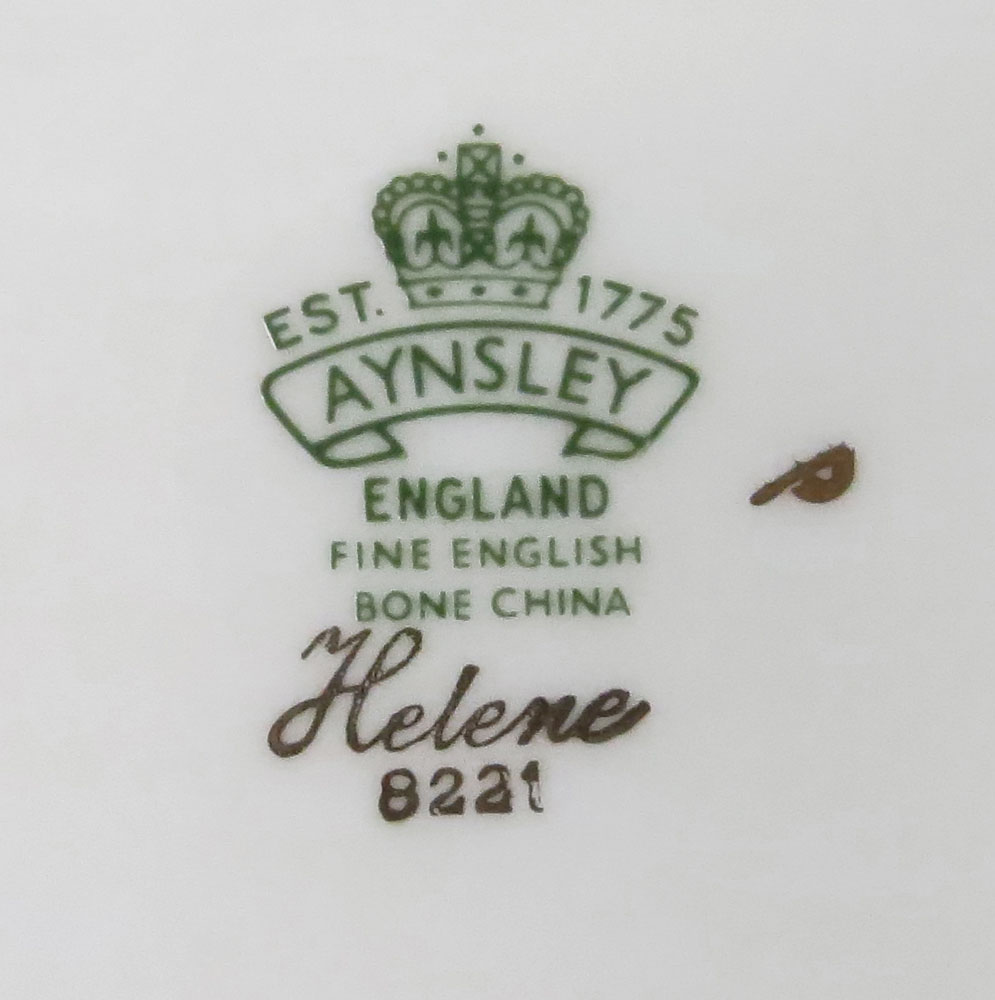 EST. 1775
AYNSLEY
ENGLAND
FINE ENGLISH
BONE CHINA
Helene
8221